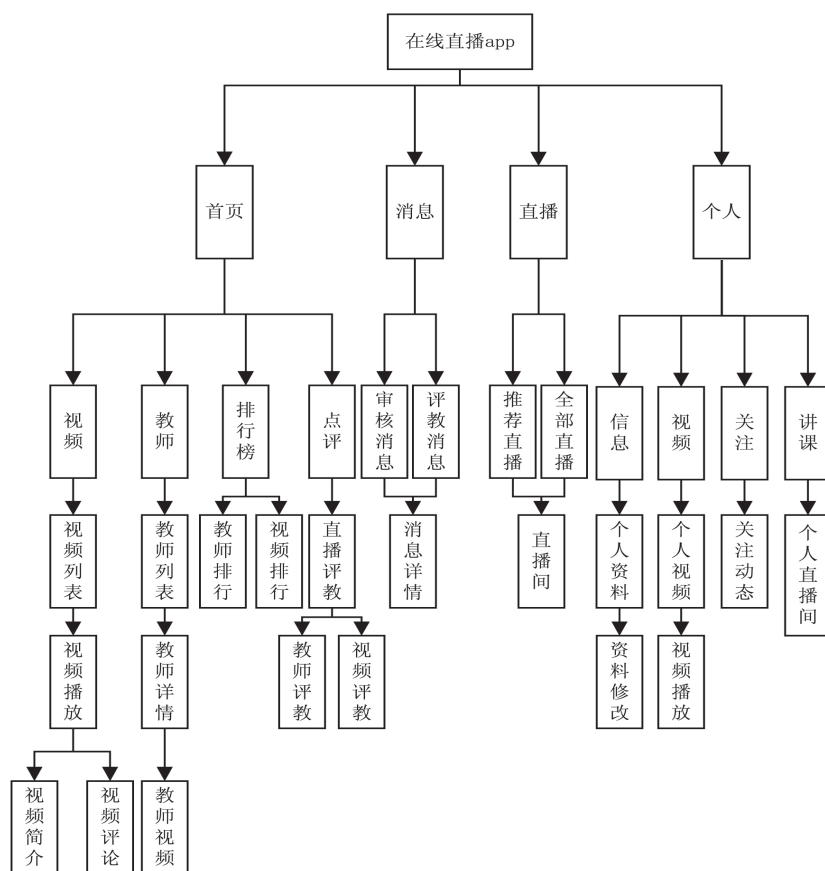 在线直播app
首页
消息
直播
个人
视频
教师
排行榜
点评
审核消息
评教消息
推荐直播
全部直播
信息
视频
关注
讲课
视频列表
教师列表
教师排行
视频排行
直播评教
消息详情
直播间
个人资料
个人视频
关注动态
个人直播间
视频播放
教师详情
教师评教
视频评教
资料修改
视频播放
视频简介
视频评论
教师视频